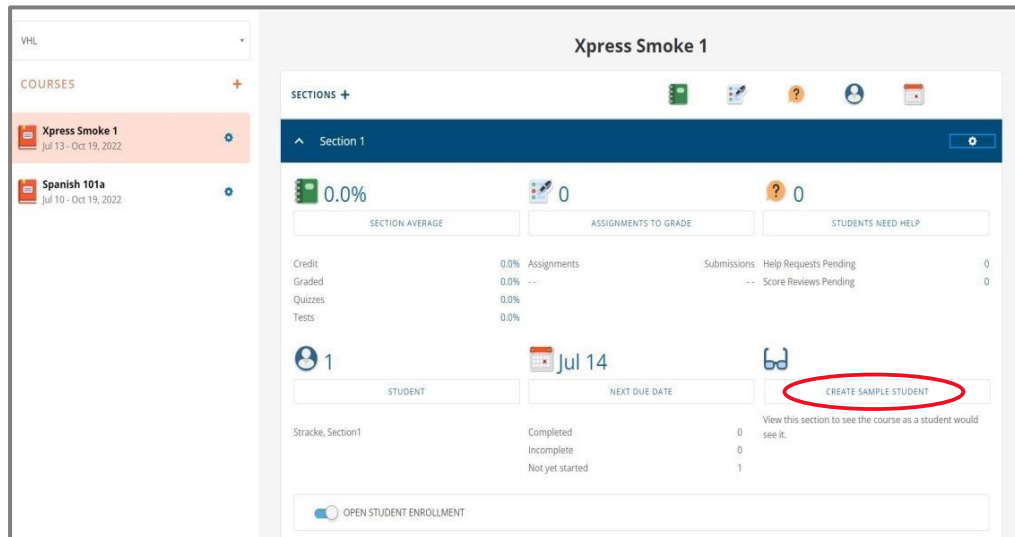 VHL
COURSES +
Xpress Smoke 1
Jul 13 - Oct 19, 2022
Spanish 101a
Jul 10 - Oct 19, 2022
Xpress Smoke 1
SECTIONS +
Section 1
0.0%
SECTION AVERAGE
Credit 0.0%
Graded 0.0%
Quizzes 0.0%
Tests 0.0%
0
ASSIGNMENTS TO GRADE
Assignments Submissions
-- --
? 0
STUDENTS NEED HELP
Help Requests Pending 0
Score Reviews Pending 0
1
STUDENT
Stracke, Section1
Jul 14
NEXT DUE DATE
Completed 0
Incomplete 0
Not yet started 1
CREATE SAMPLE STUDENT
View this section to see the course as a student would
see it.
OPEN STUDENT ENROLLMENT